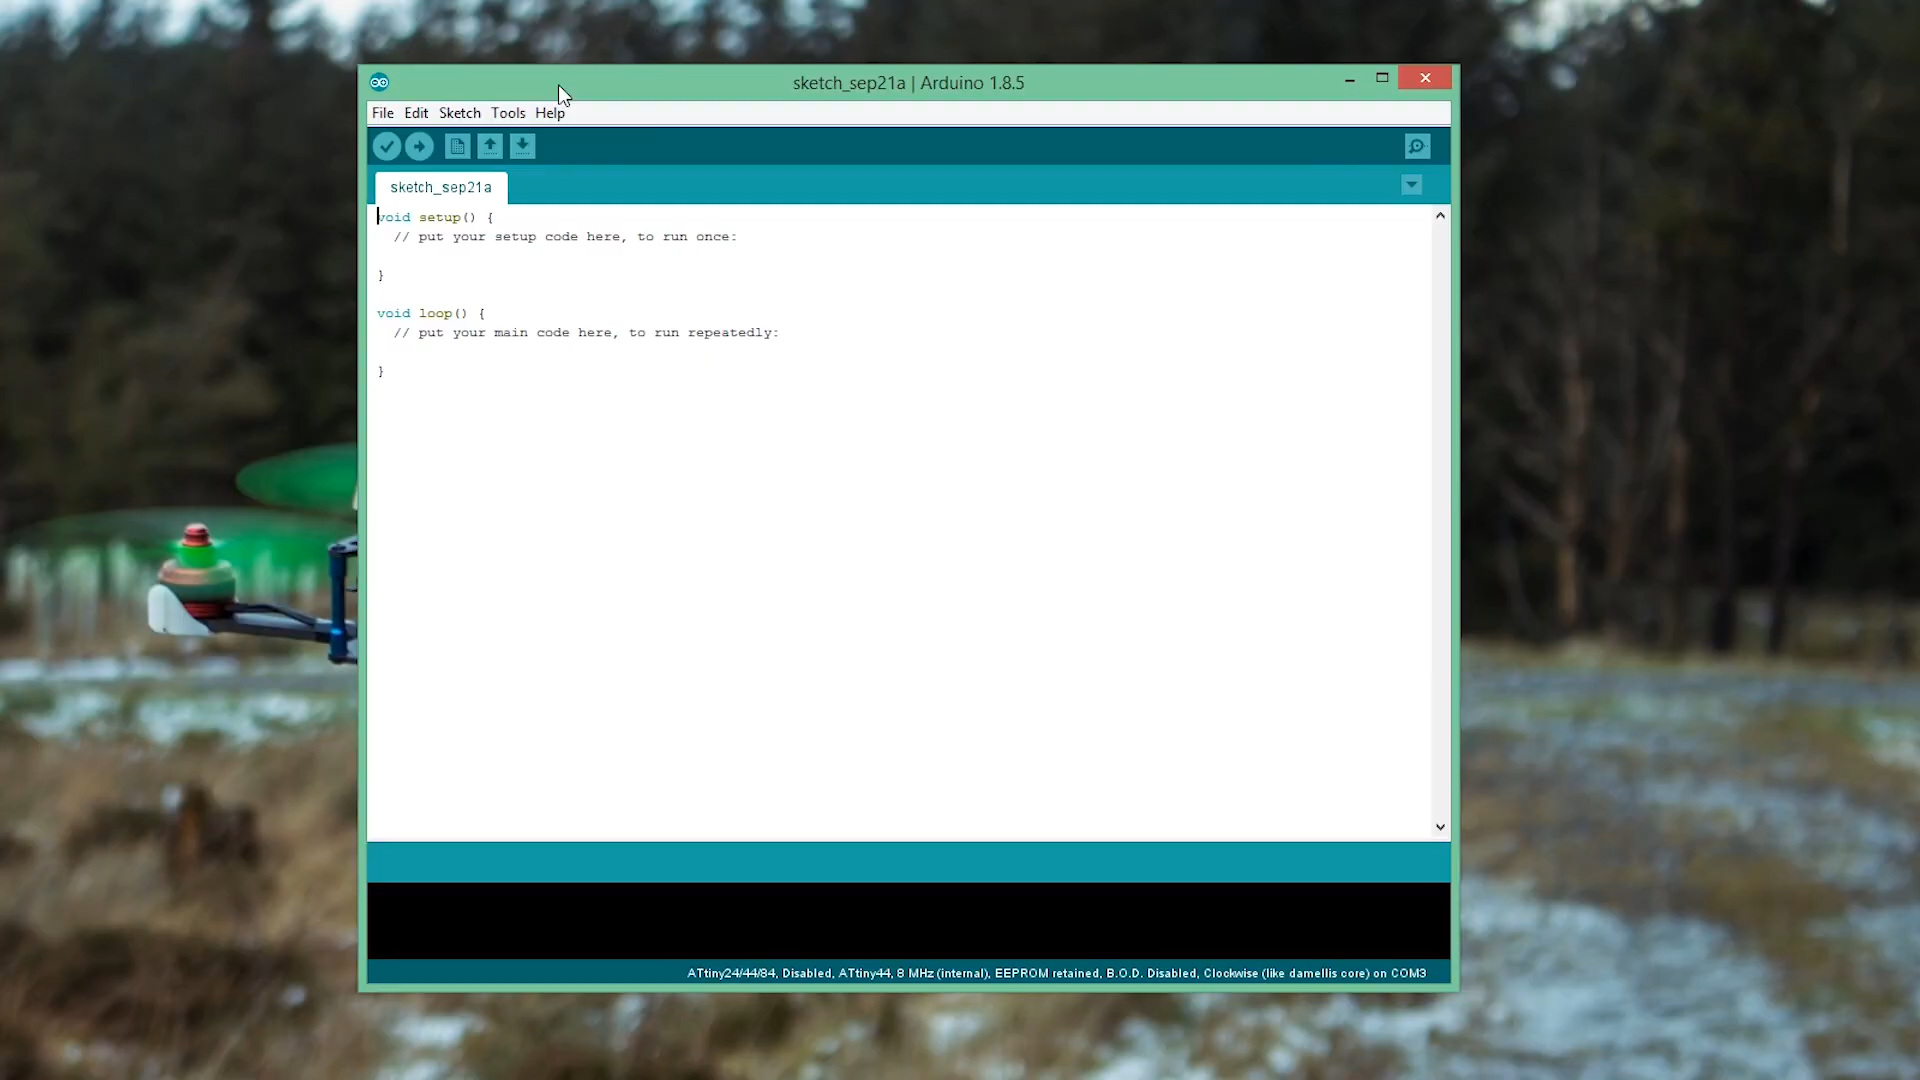 sketch_sep21a | Arduino 1.8.5
File Edit Sketch Tools Help
sketch_sep21a
void setup() {
  // put your setup code here, to run once:
}
void loop() {
  // put your main code here, to run repeatedly:
}
ATtiny24/44/84, Disabled, ATtiny44, 8 MHz (internal), EEPROM retained, B.O.D. Disabled, Clockwise (like damellis core) on COM3